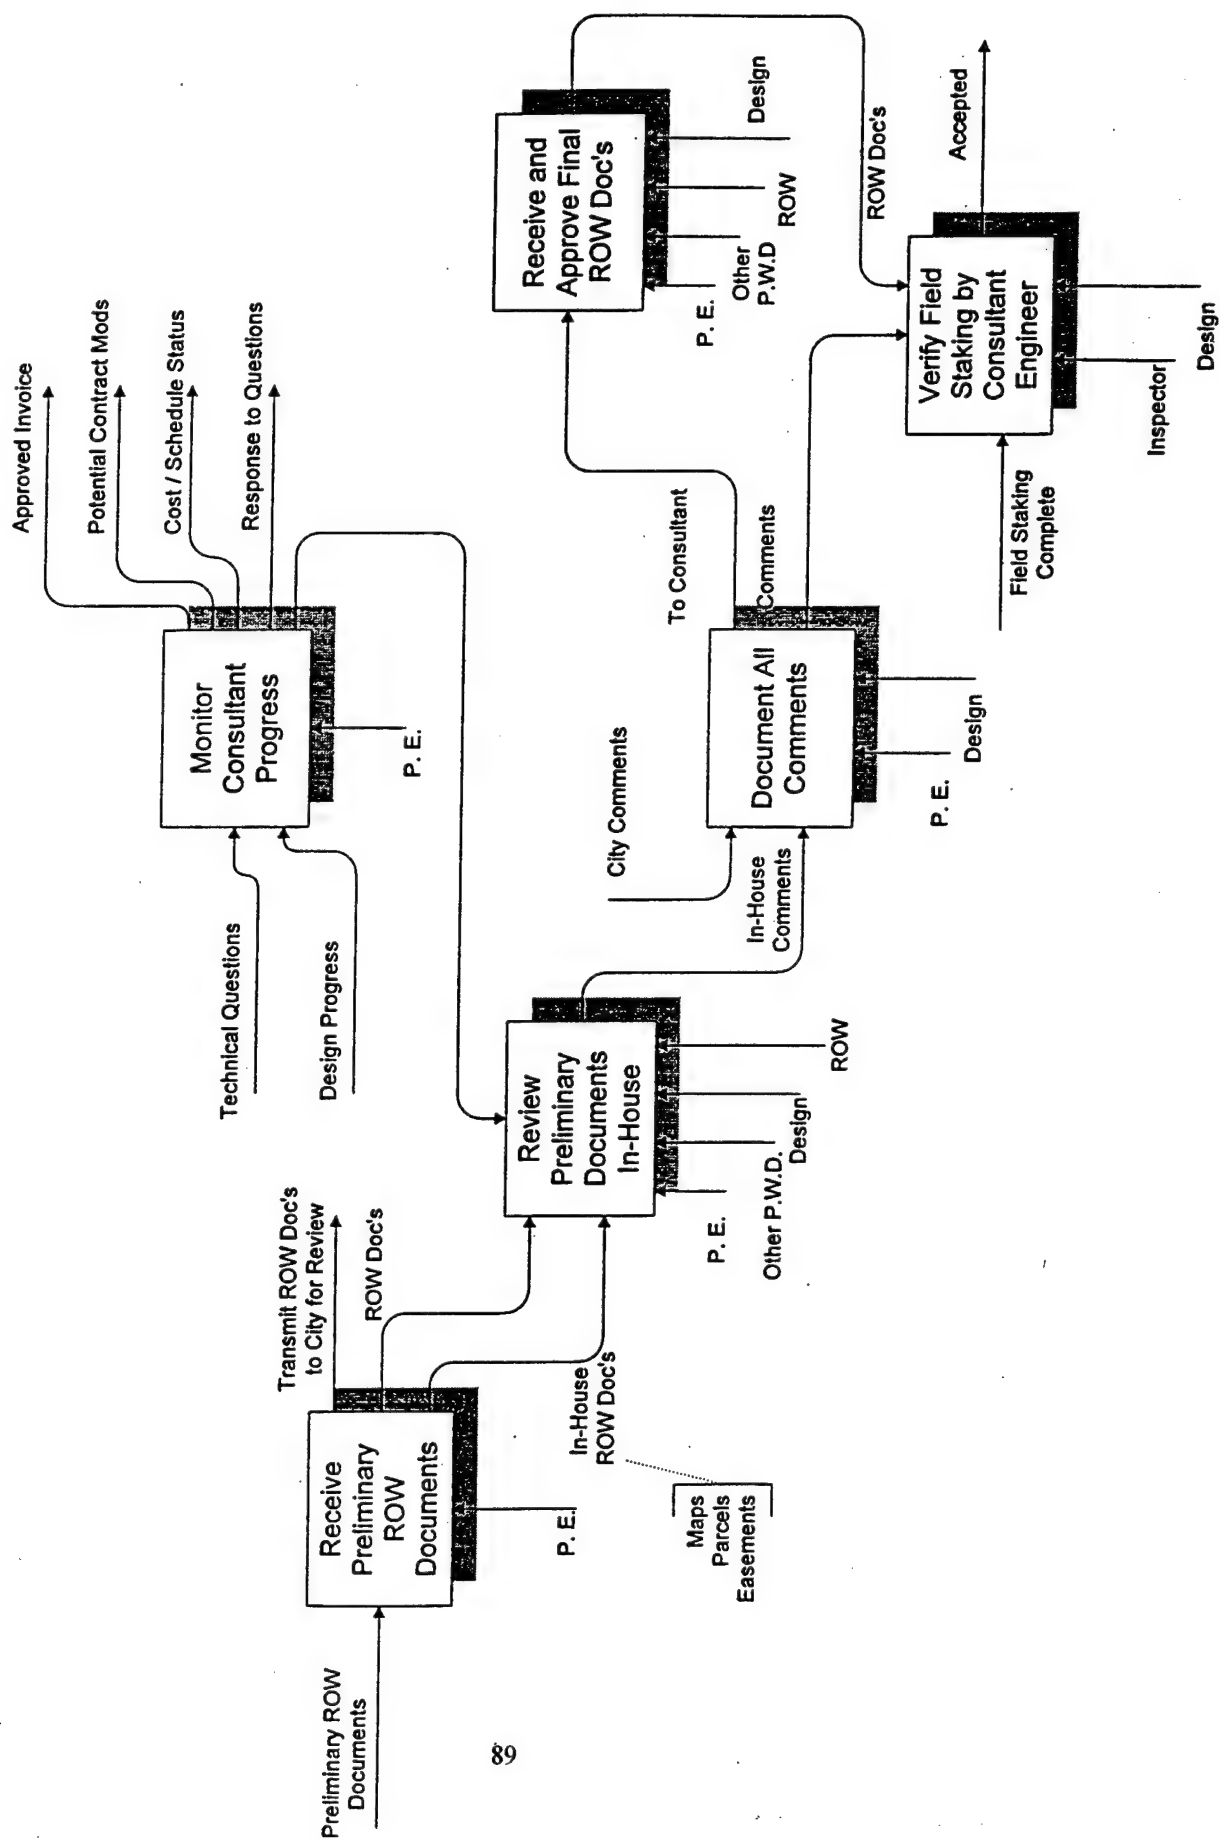 Approved Invoice
Potential Contract Mods
Cost / Schedule Status
Response to Questions
Technical Questions
Design Progress
Monitor
Consultant
Progress
P. E.
Preliminary ROW
Documents
Receive
Preliminary
ROW
Documents
P. E.
Transmit ROW Doc's
to City for Review
ROW Doc's
In-House
ROW Doc's
Maps
Parcels
Easements
Review
Preliminary
Documents
In-House
P. E.
Other P.W.D.
Design
ROW
City Comments
In-House
Comments
Document All
Comments
P. E.
Design
To Consultant
Comments
Receive and
Approve Final
ROW Doc's
P. E.
Other
P.W.D
ROW
Design
ROW Doc's
Field Staking
Complete
Verify Field
Staking by
Consultant
Engineer
Inspector
Design
Accepted
89